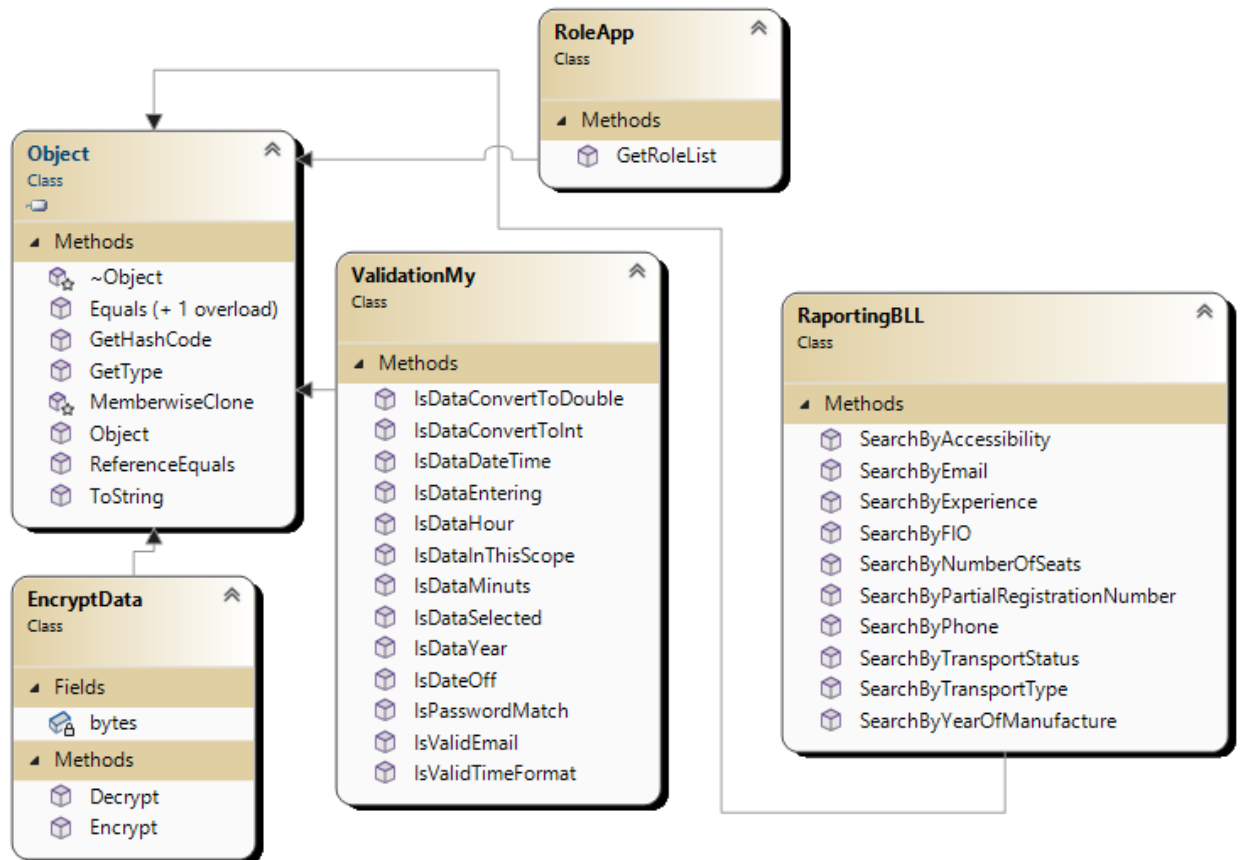 RoleApp
Class
Methods
GetRoleList
Object
Class
Methods
~Object
Equals (+ 1 overload)
GetHashCode
GetType
MemberwiseClone
Object
ReferenceEquals
ToString
ValidationMy
Class
Methods
IsDataConvertToDouble
IsDataConvertToInt
IsDataDateTime
IsDataEntering
IsDataHour
IsDataInThisScope
IsDataMinuts
IsDataSelected
IsDataYear
IsDateOff
IsPasswordMatch
IsValidEmail
IsValidTimeFormat
RaportingBLL
Class
Methods
SearchByAccessibility
SearchByEmail
SearchByExperience
SearchByFIO
SearchByNumberOfSeats
SearchByPartialRegistrationNumber
SearchByPhone
SearchByTransportStatus
SearchByTransportType
SearchByYearOfManufacture
EncryptData
Class
Fields
bytes
Methods
Decrypt
Encrypt